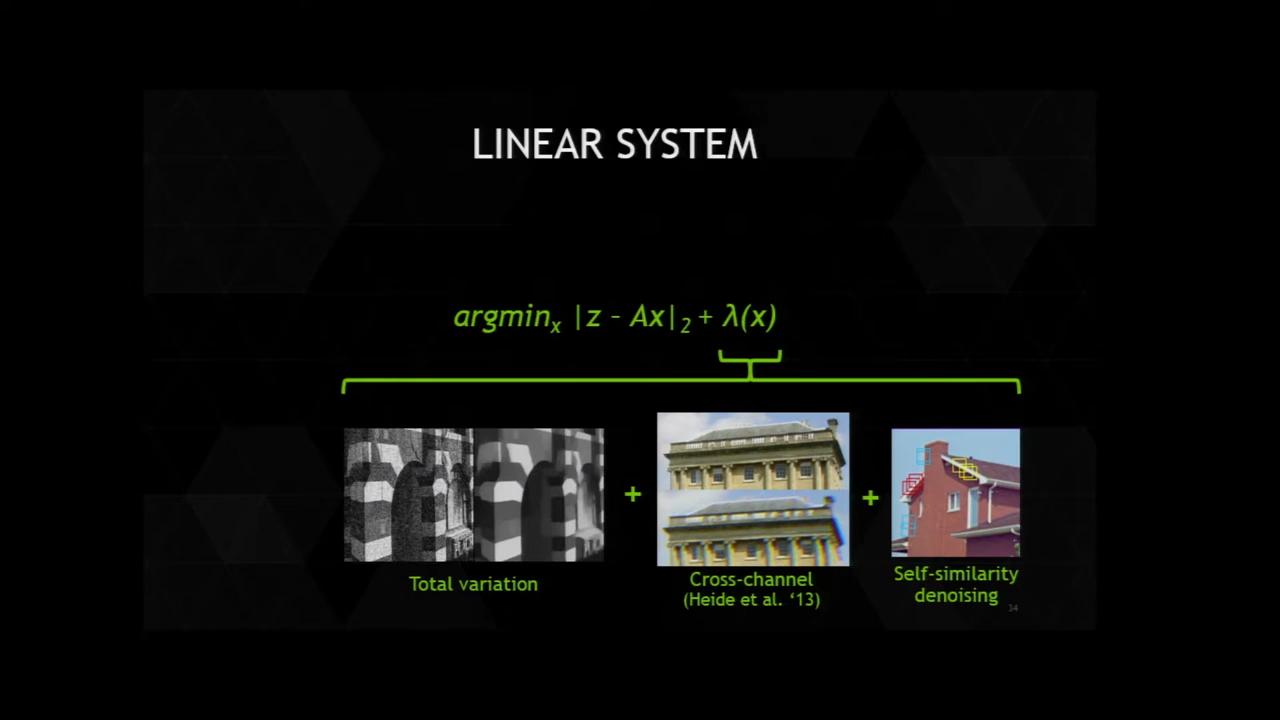 LINEAR SYSTEM
argminₓ |z – Ax|₂ + λ(x)
+
+
Total variation
Cross-channel
(Heide et al. ‘13)
Self-similarity
denoising
34